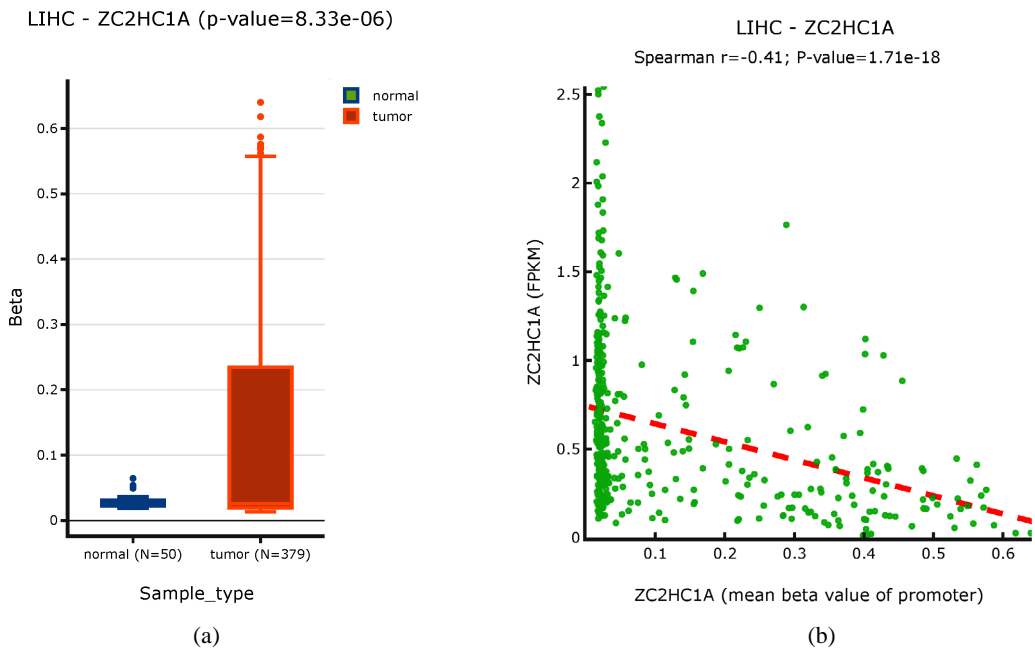 LIHC - ZC2HC1A (p-value=8.33e-06)
normal
tumor
Beta
0.6
0.5
0.4
0.3
0.2
0.1
0
normal (N=50)
tumor (N=379)
Sample_type
(a)
LIHC - ZC2HC1A
Spearman r=-0.41; P-value=1.71e-18
ZC2HC1A (FPKM)
2.5
2
1.5
1
0.5
0
0.1
0.2
0.3
0.4
0.5
0.6
ZC2HC1A (mean beta value of promoter)
(b)